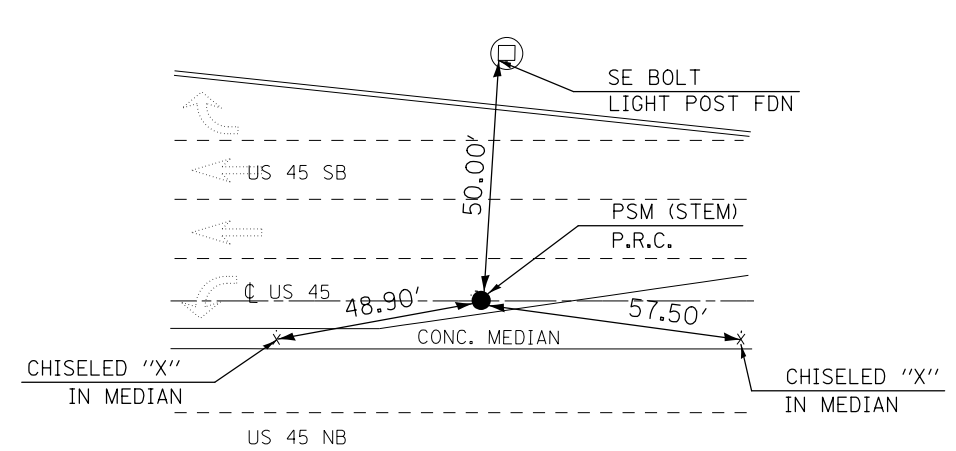 SE BOLT
LIGHT POST FDN
US 45 SB
50.00'
PSM (STEM)
P.R.C.
℄ US 45
48.90'
57.50'
CONC. MEDIAN
X
X
CHISELED "X"
IN MEDIAN
CHISELED "X"
IN MEDIAN
US 45 NB